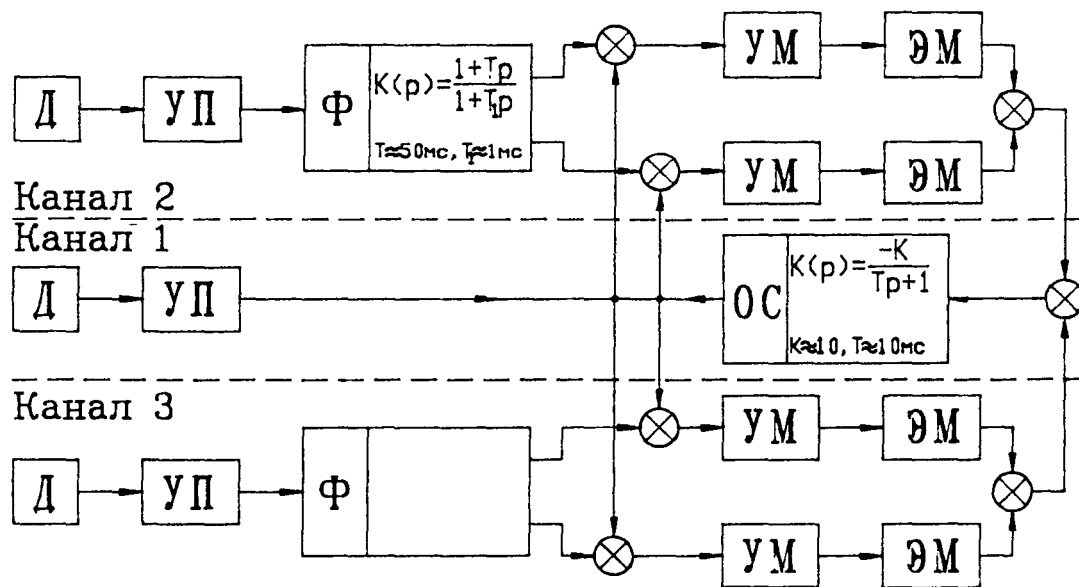 УМ ЭМ
Д УП Ф K(p)=(1+Tp)/(1+T₁p)
T≈50мс, T₁≈1мс
УМ ЭМ
Канал 2
Канал 1
Д УП ОС K(p)=-K/(Tp+1)
K≈10, T≈10мс
Канал 3
УМ ЭМ
Д УП Ф
УМ ЭМ